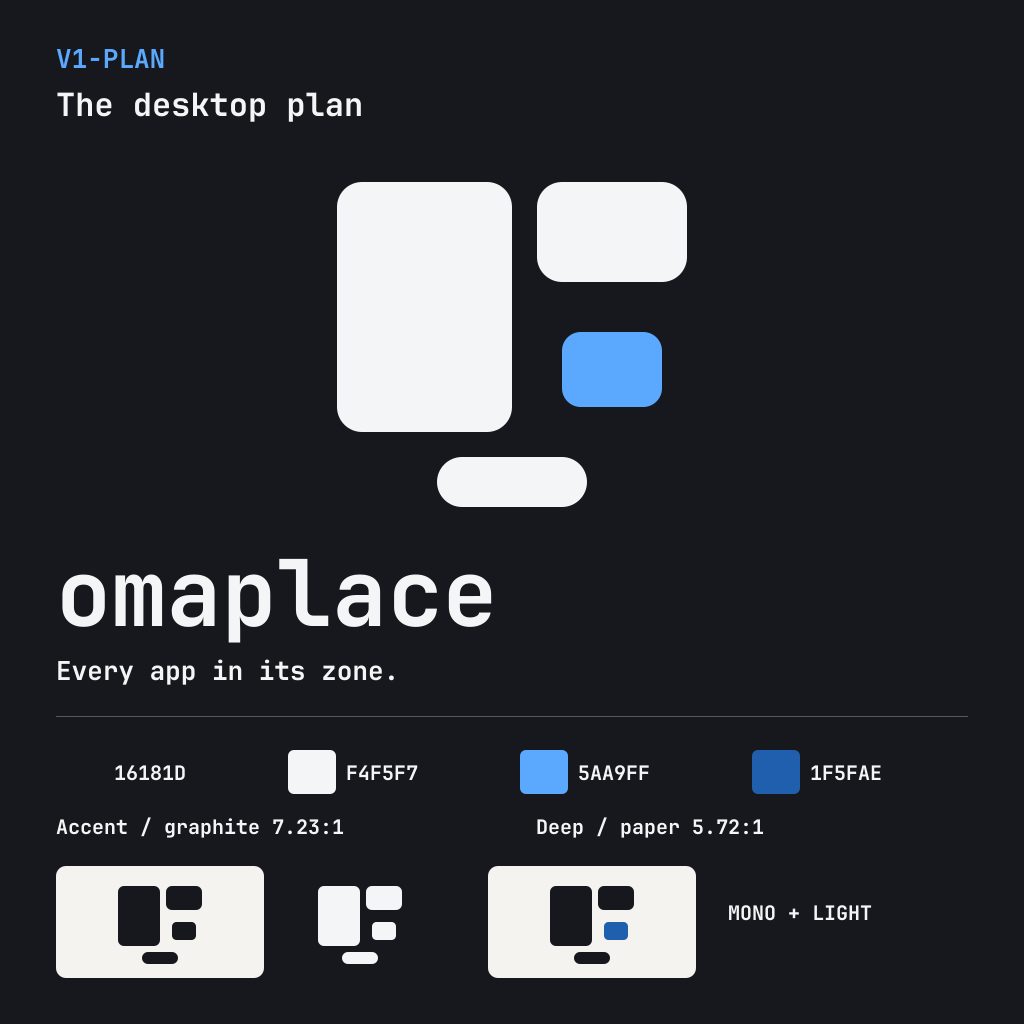 V1-PLAN
The desktop plan
omaplace
Every app in its zone.
16181D F4F5F7 5AA9FF 1F5FAE
Accent / graphite 7.23:1 Deep / paper 5.72:1
MONO + LIGHT